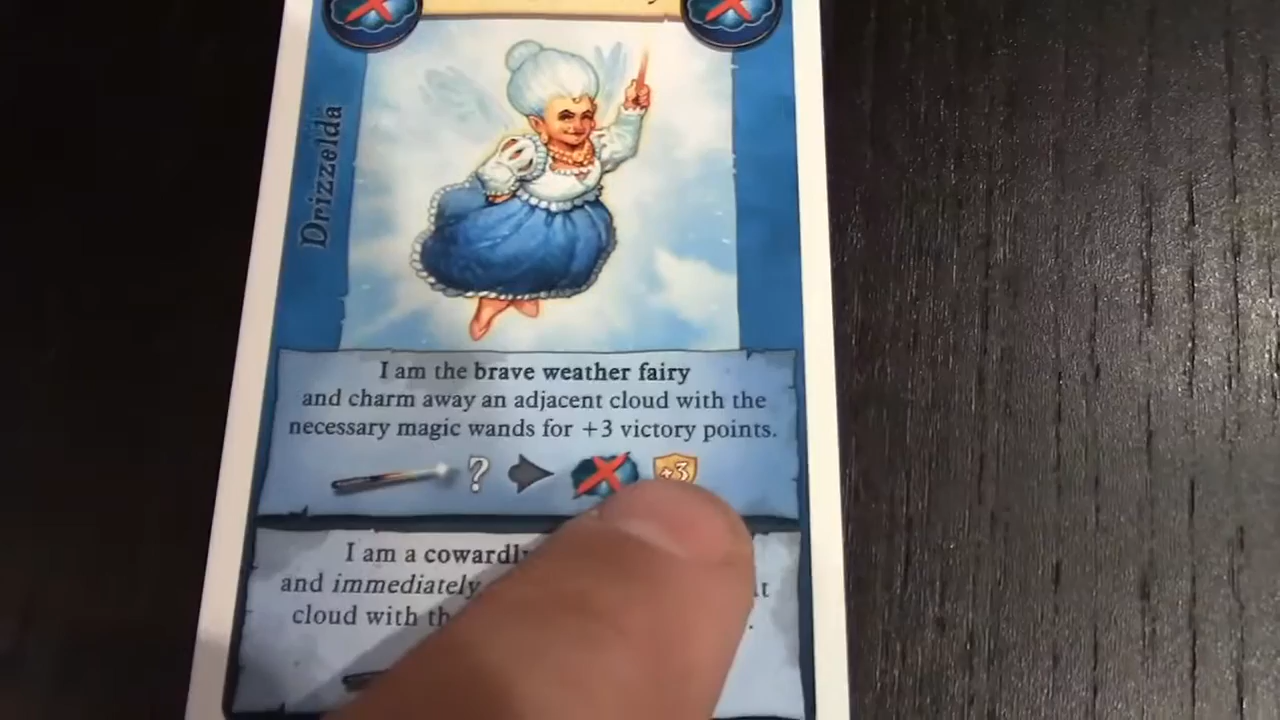 Drizzelda
I am the brave weather fairy
and charm away an adjacent cloud with the
necessary magic wands for +3 victory points.
? +3
I am a cowardly
and immediately
cloud with